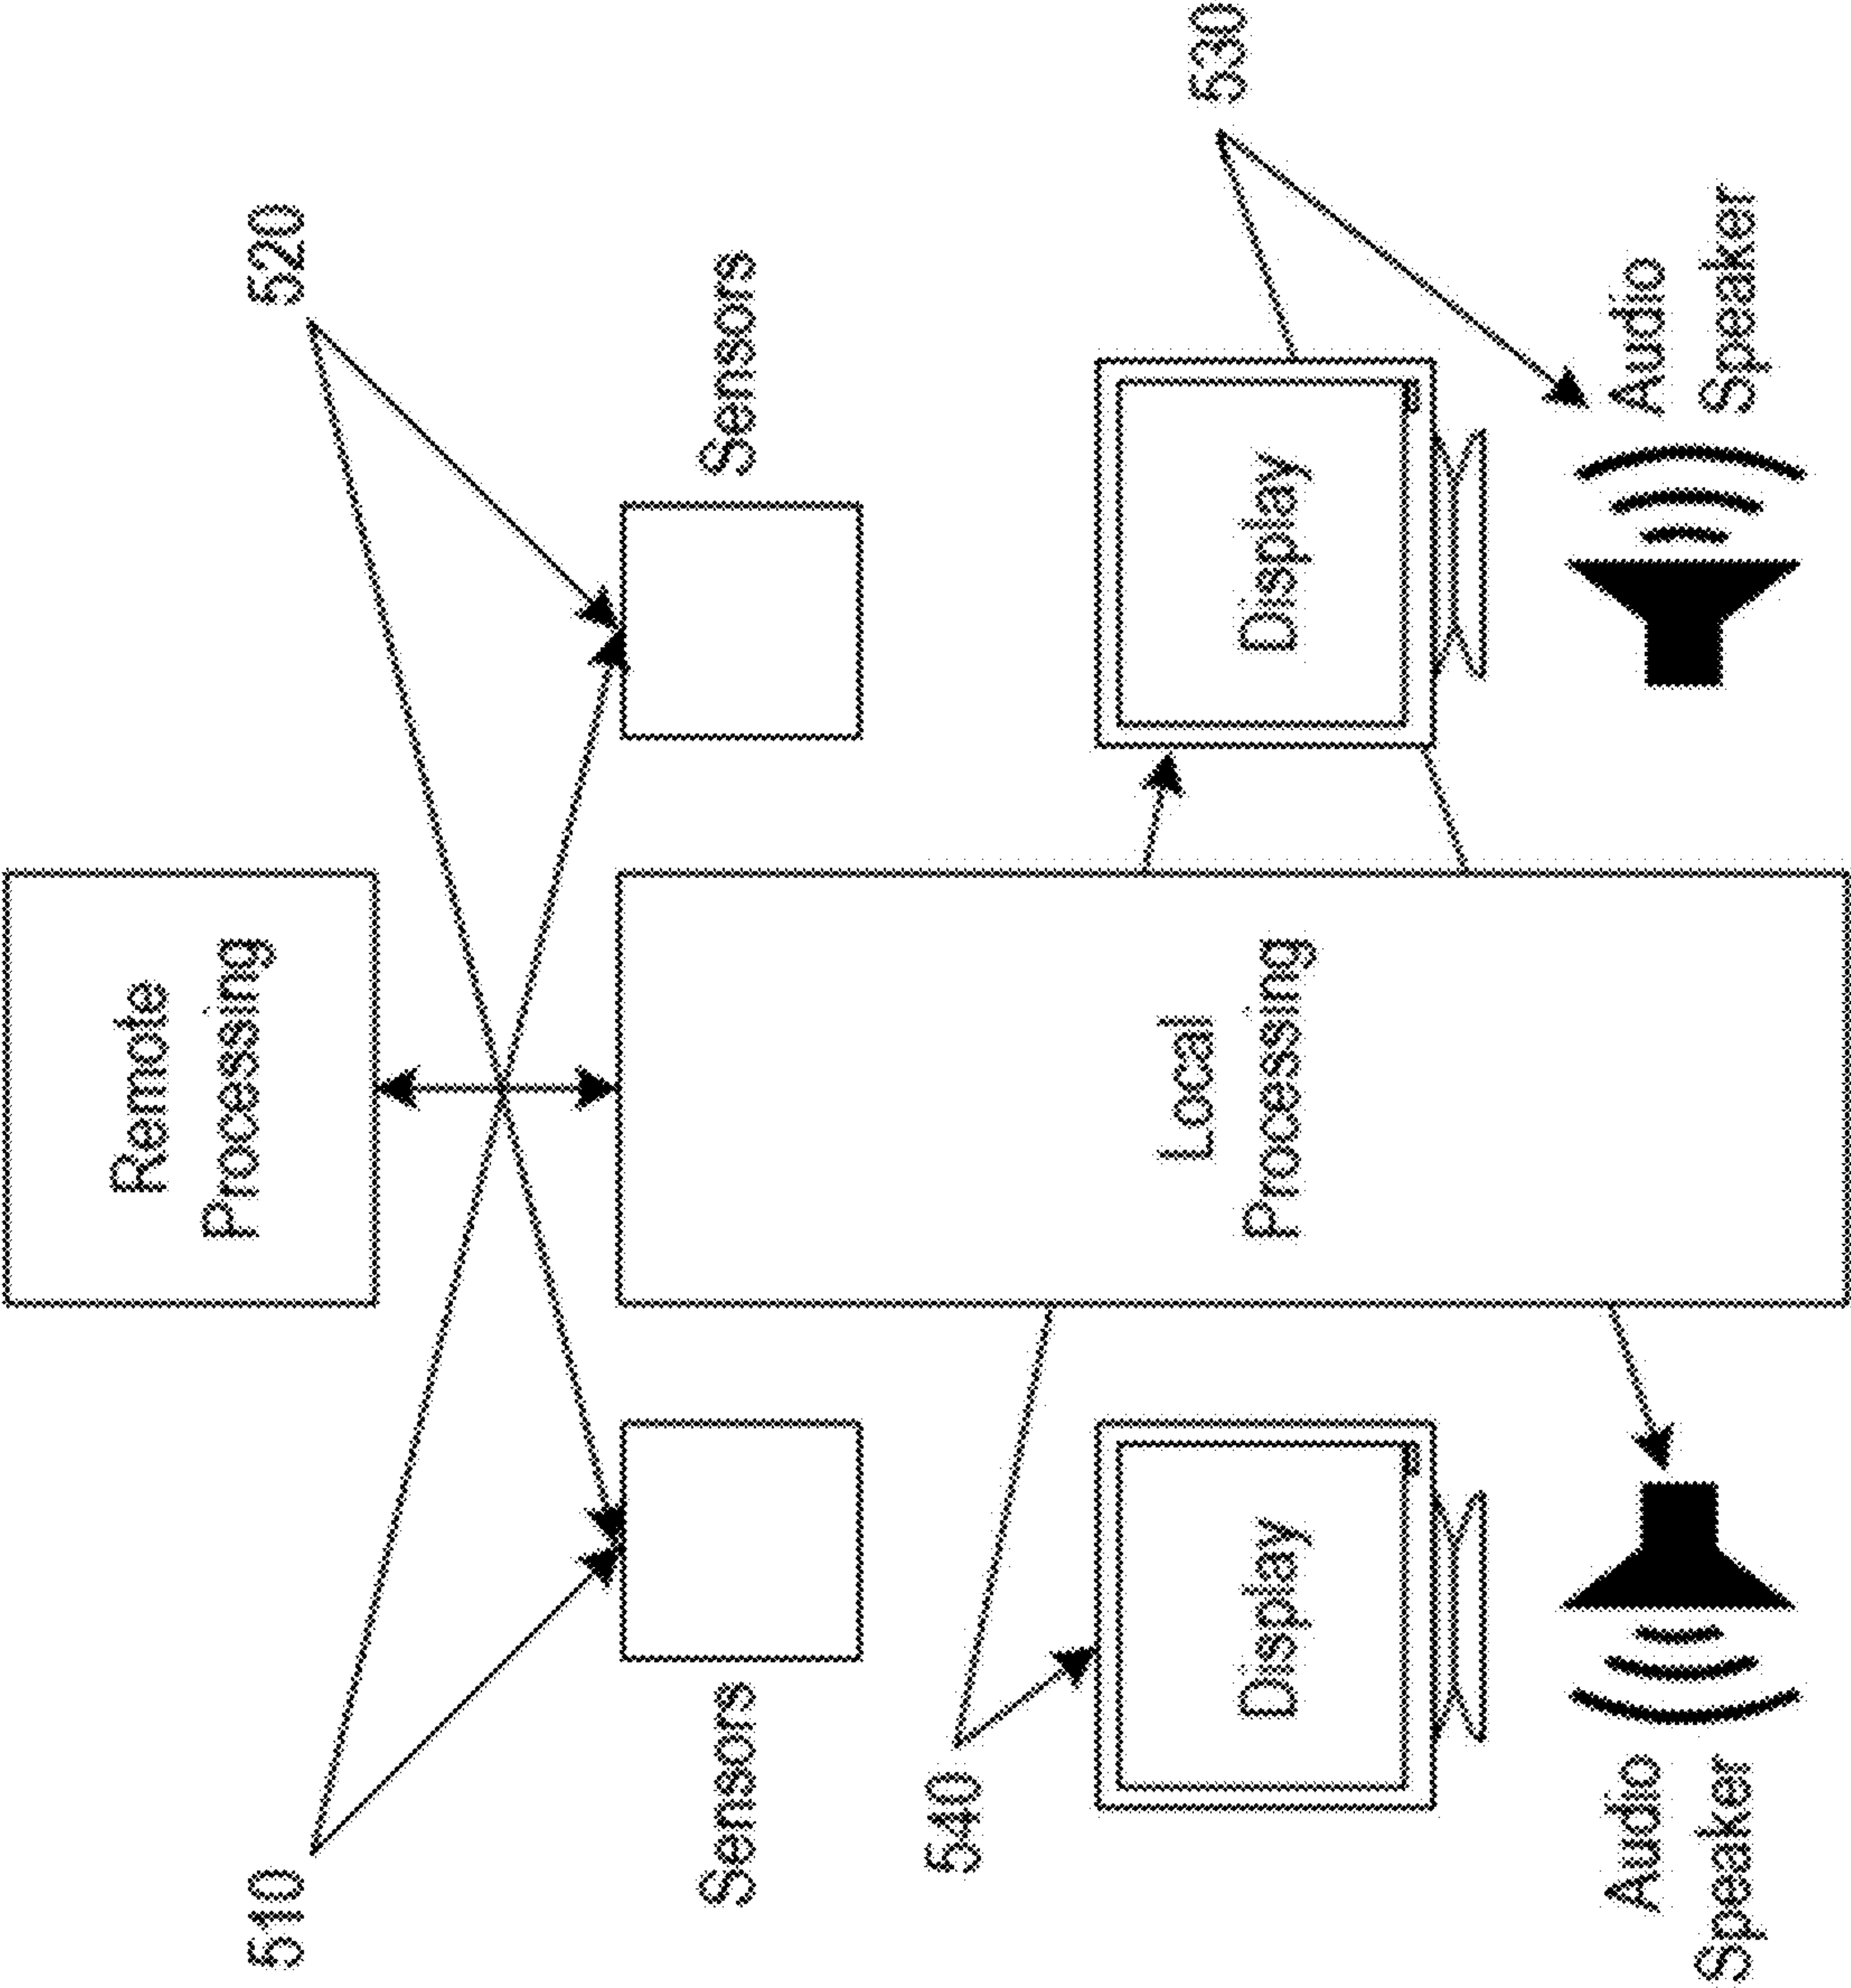 Remote
Processing
510
520
Sensors
Sensors
540
530
Local
Processing
Display
Display
Audio
Speaker
Audio
Speaker